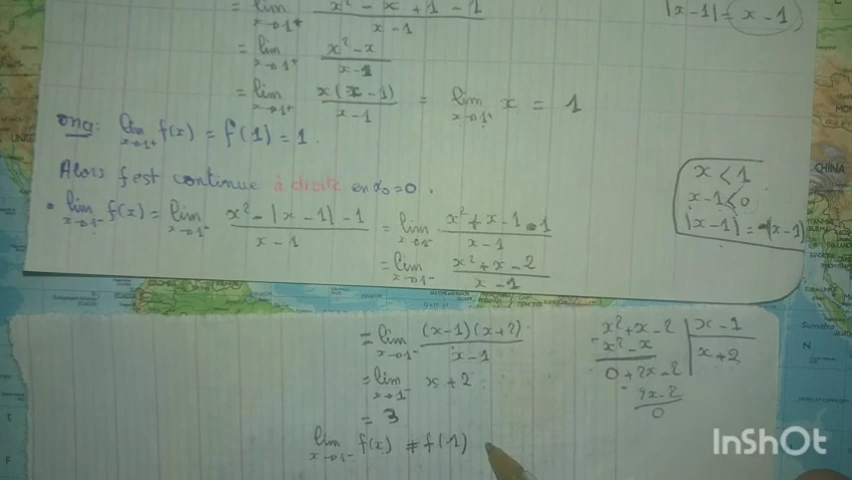 = lim x→1⁺ (x² - x + 1 - 1)/(x-1)
|x-1| = x-1
= lim x→1⁺ (x²-x)/(x-1)
= lim x→1⁺ x(x-1)/(x-1) = lim x→1⁺ x = 1
ona: lim x→1⁺ f(x) = f(1) = 1.
Alors f est continue à droite en x₀=0.
• lim x→1⁻ f(x) = lim x→1⁻ (x²-|x-1|-1)/(x-1) = lim x→1⁻ (x²+x-1-1)/(x-1)
x < 1
x-1<0
|x-1| = -(x-1)
= lim x→1⁻ (x²+x-2)/(x-1)
= lim x→1⁻ (x-1)(x+2)/(x-1)
= lim x→1⁻ x+2
= 3
lim x→1⁻ f(x) ≠ f(1)
x²+x-2 | x-1
-x²-x | x+2
0+2x-2
-2x-2
0
CHINA
Sumatra
InShOt